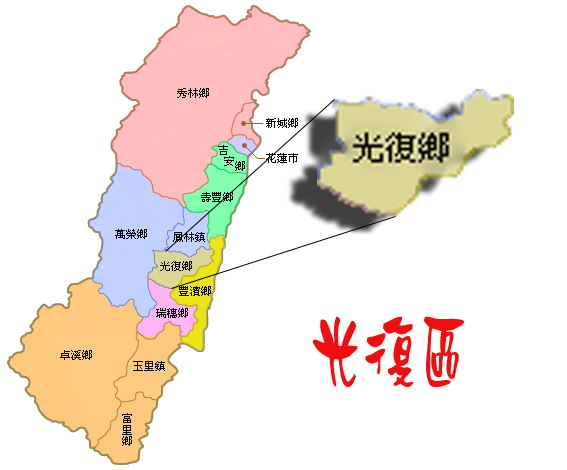 秀林鄉
新城鄉
花蓮市
吉安鄉
光復鄉
壽豐鄉
萬榮鄉
鳳林鎮
光復鄉
豐濱鄉
瑞穗鄉
光復區
卓溪鄉
玉里鎮
富里鄉